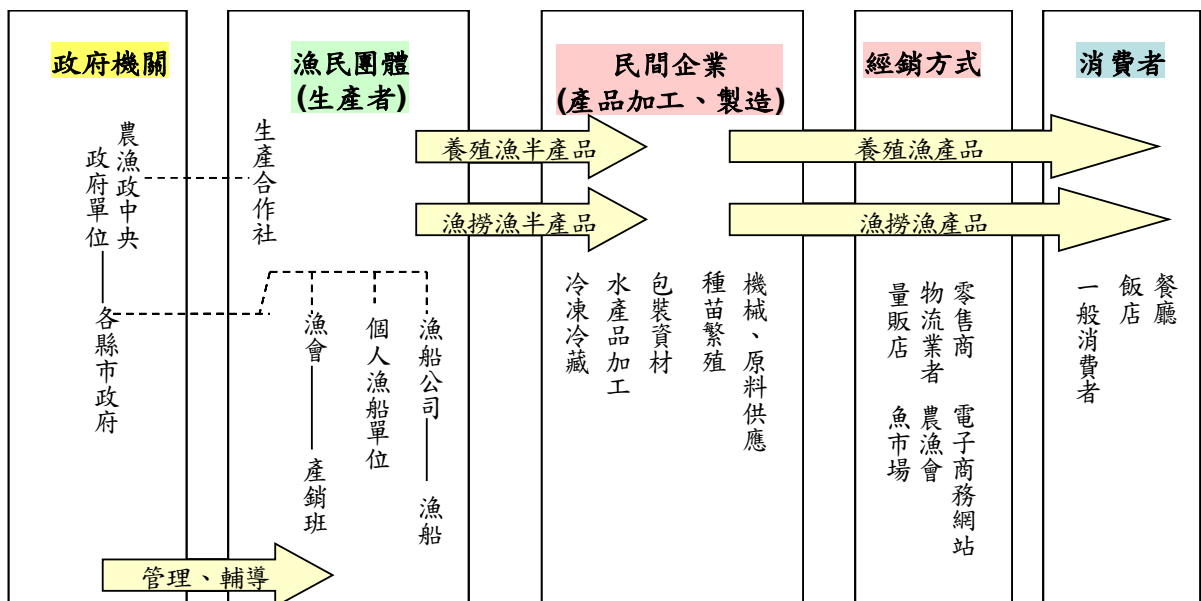 政府機關
農漁政中央
政府單位
各縣市政府
漁民團體
(生產者)
生產合作社
漁會
產銷班
個人漁船單位
漁船公司
漁船
管理、輔導
民間企業
(產品加工、製造)
養殖漁半產品
漁撈漁半產品
冷凍冷藏
水產品加工
包裝資材
種苗繁殖
機械、原料供應
經銷方式
養殖漁產品
漁撈漁產品
零售商
物流業者
量販店
電子商務網站
農漁會
魚市場
消費者
餐廳
飯店
一般消費者